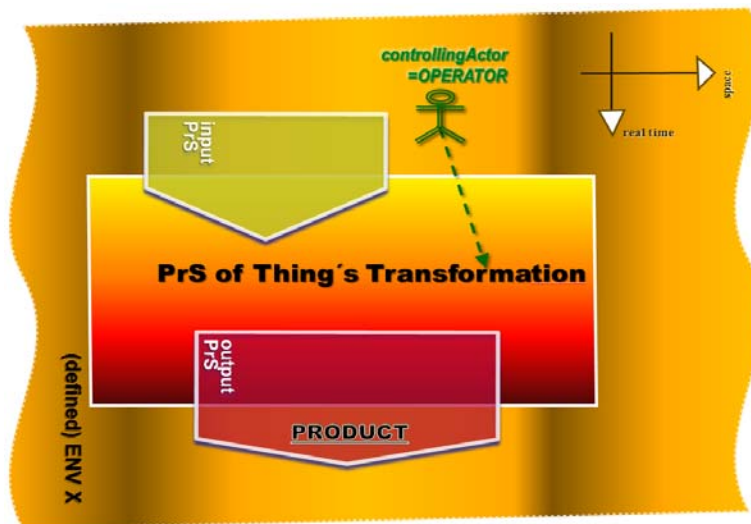 controllingActor
=OPERATOR
space
real time
input
PrS
PrS of Thing´s Transformation
output
PrS
PRODUCT
(defined) ENV X